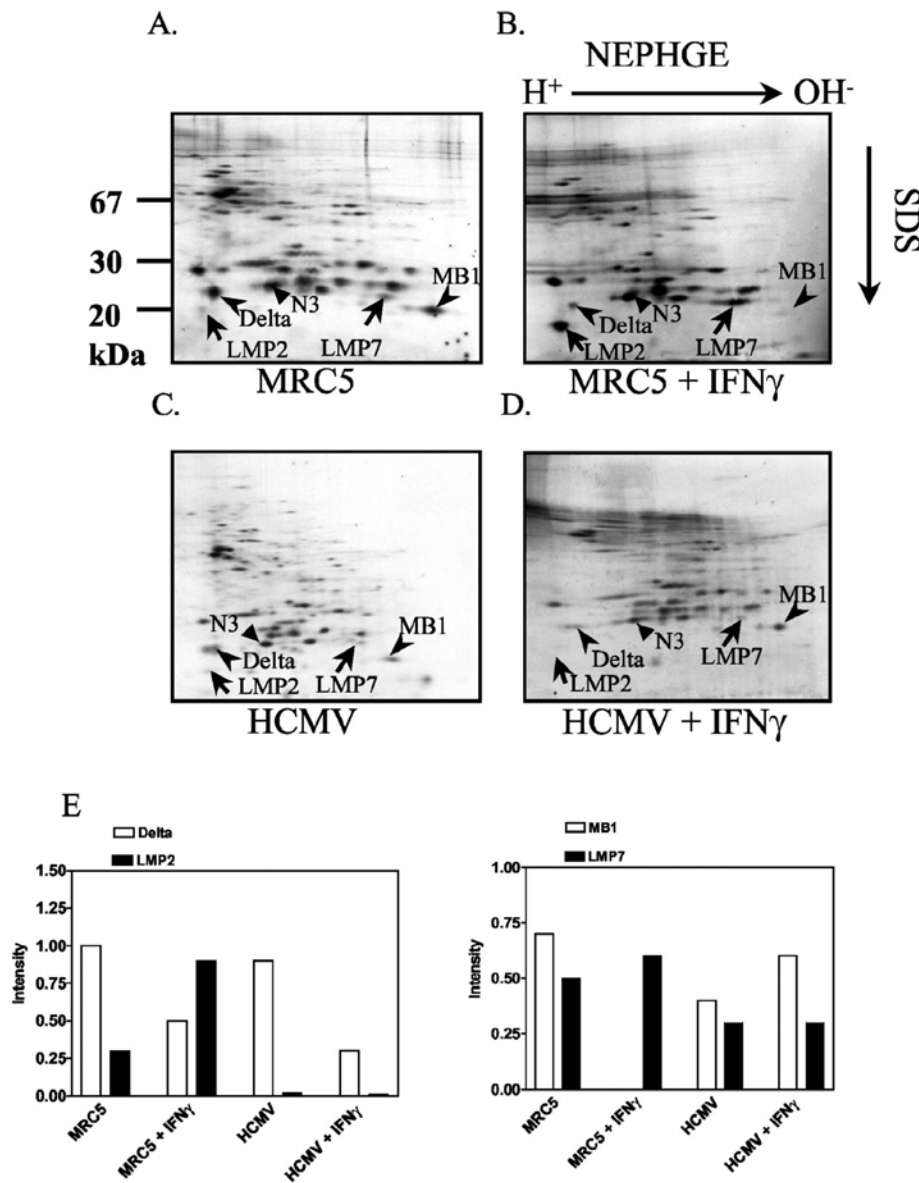 A.
B.
NEPHGE
H⁺ OH⁻
SDS
67
30
20
kDa
MB1
N3
Delta
LMP2
LMP7
MRC5
MB1
N3
Delta
LMP2
LMP7
MRC5 + IFNγ
C.
D.
N3
MB1
Delta
LMP2
LMP7
HCMV
MB1
N3
Delta
LMP7
LMP2
HCMV + IFNγ
E
Delta
LMP2
1.50
1.25
1.00
0.75
0.50
0.25
0.00
Intensity
MRC5
MRC5 + IFNγ
HCMV
HCMV + IFNγ
MB1
LMP7
1.00
0.75
0.50
0.25
0.00
Intensity
MRC5
MRC5 + IFNγ
HCMV
HCMV + IFNγ